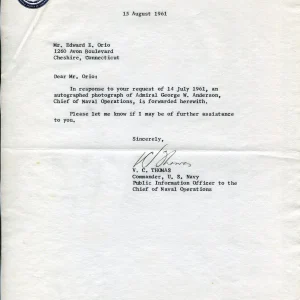 15 August 1961
Mr. Edward E. Orio
1260 Avon Boulevard
Cheshire, Connecticut
Dear Mr. Orio:
In response to your request of 14 July 1961, an
autographed photograph of Admiral George W. Anderson,
Chief of Naval Operations, is forwarded herewith.
Please let me know if I may be of further assistance
to you.
Sincerely,
V. C. Thomas
V. C. THOMAS
Commander, U. S. Navy
Public Information Officer to the
Chief of Naval Operations